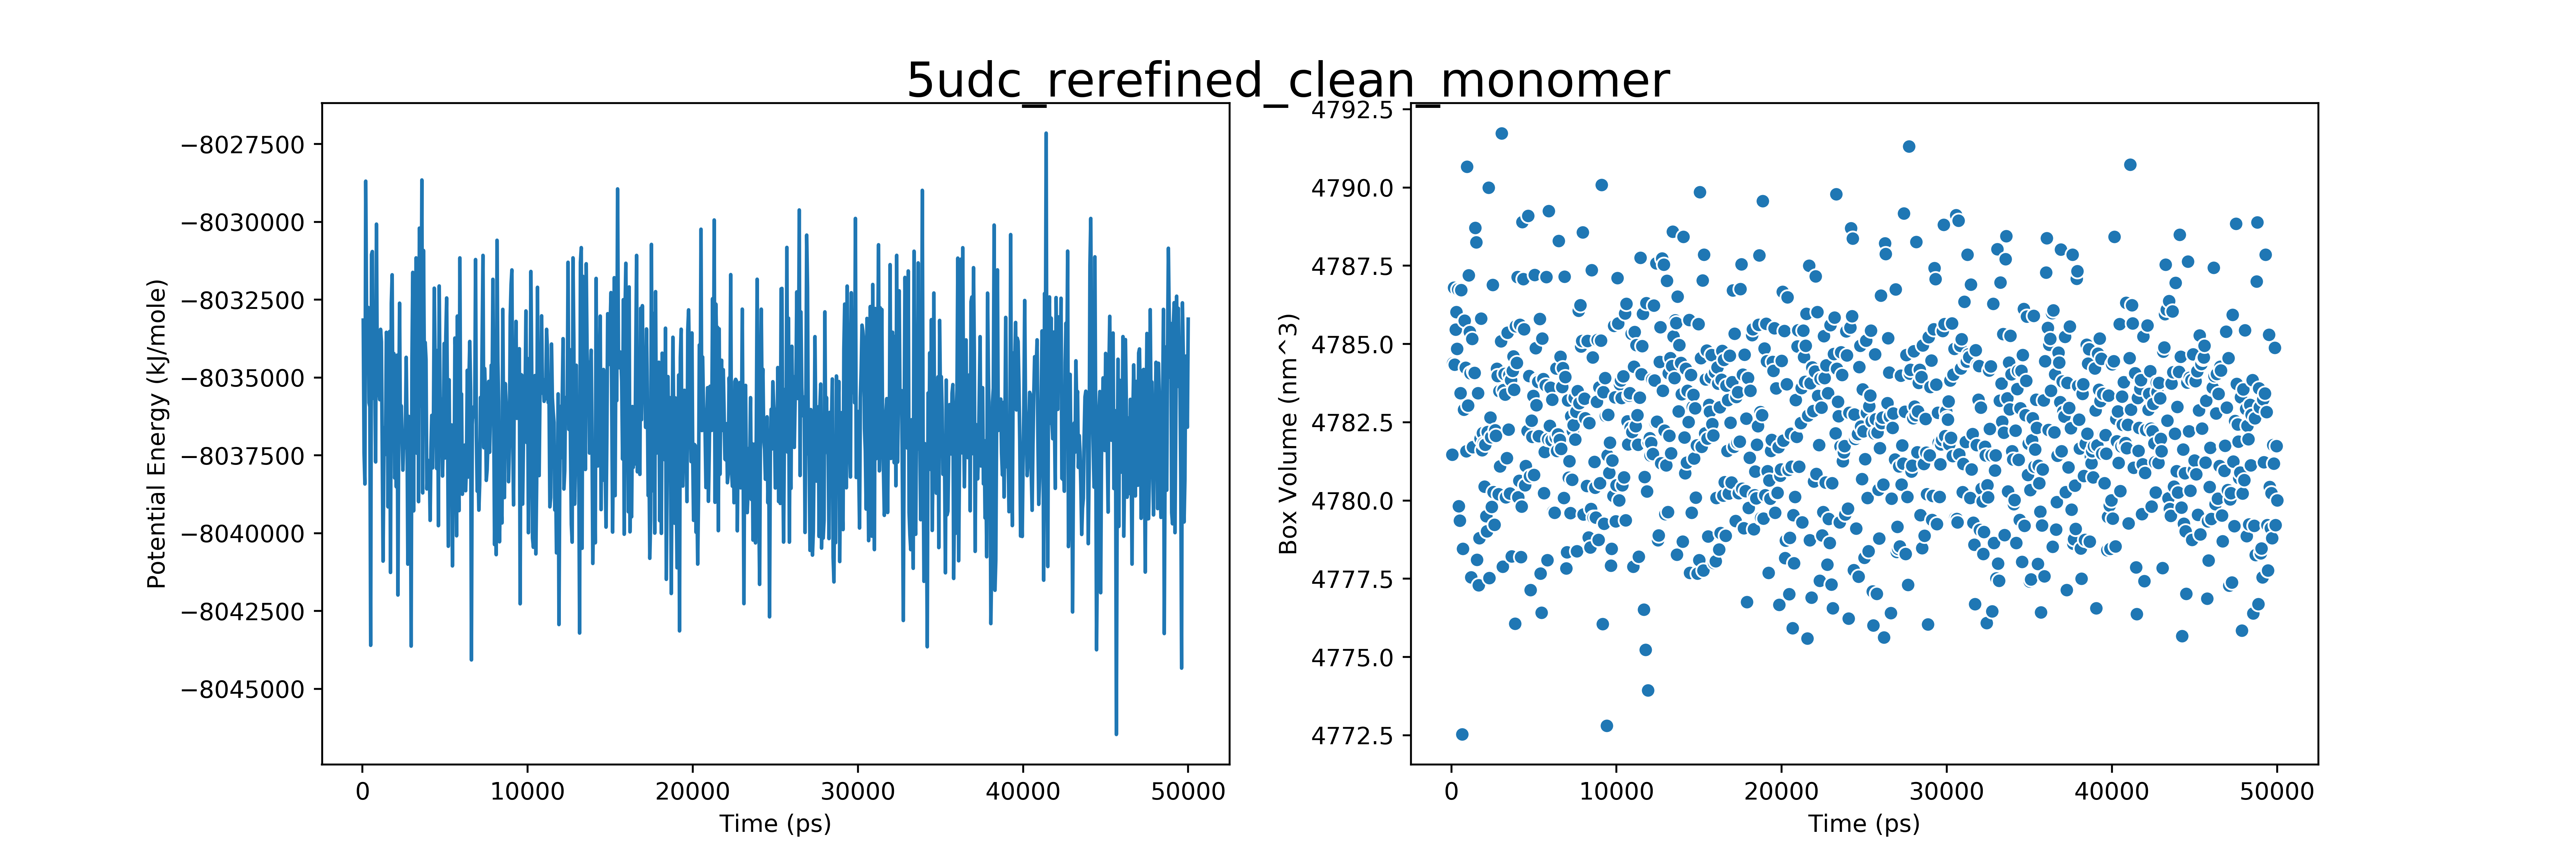 5udc_rerefined_clean_monomer_
−8027500
−8030000
−8032500
−8035000
−8037500
−8040000
−8042500
−8045000
Potential Energy (kJ/mole)
0 10000 20000 30000 40000 50000
Time (ps)
4792.5
4790.0
4787.5
4785.0
4782.5
4780.0
4777.5
4775.0
4772.5
Box Volume (nm^3)
0 10000 20000 30000 40000 50000
Time (ps)